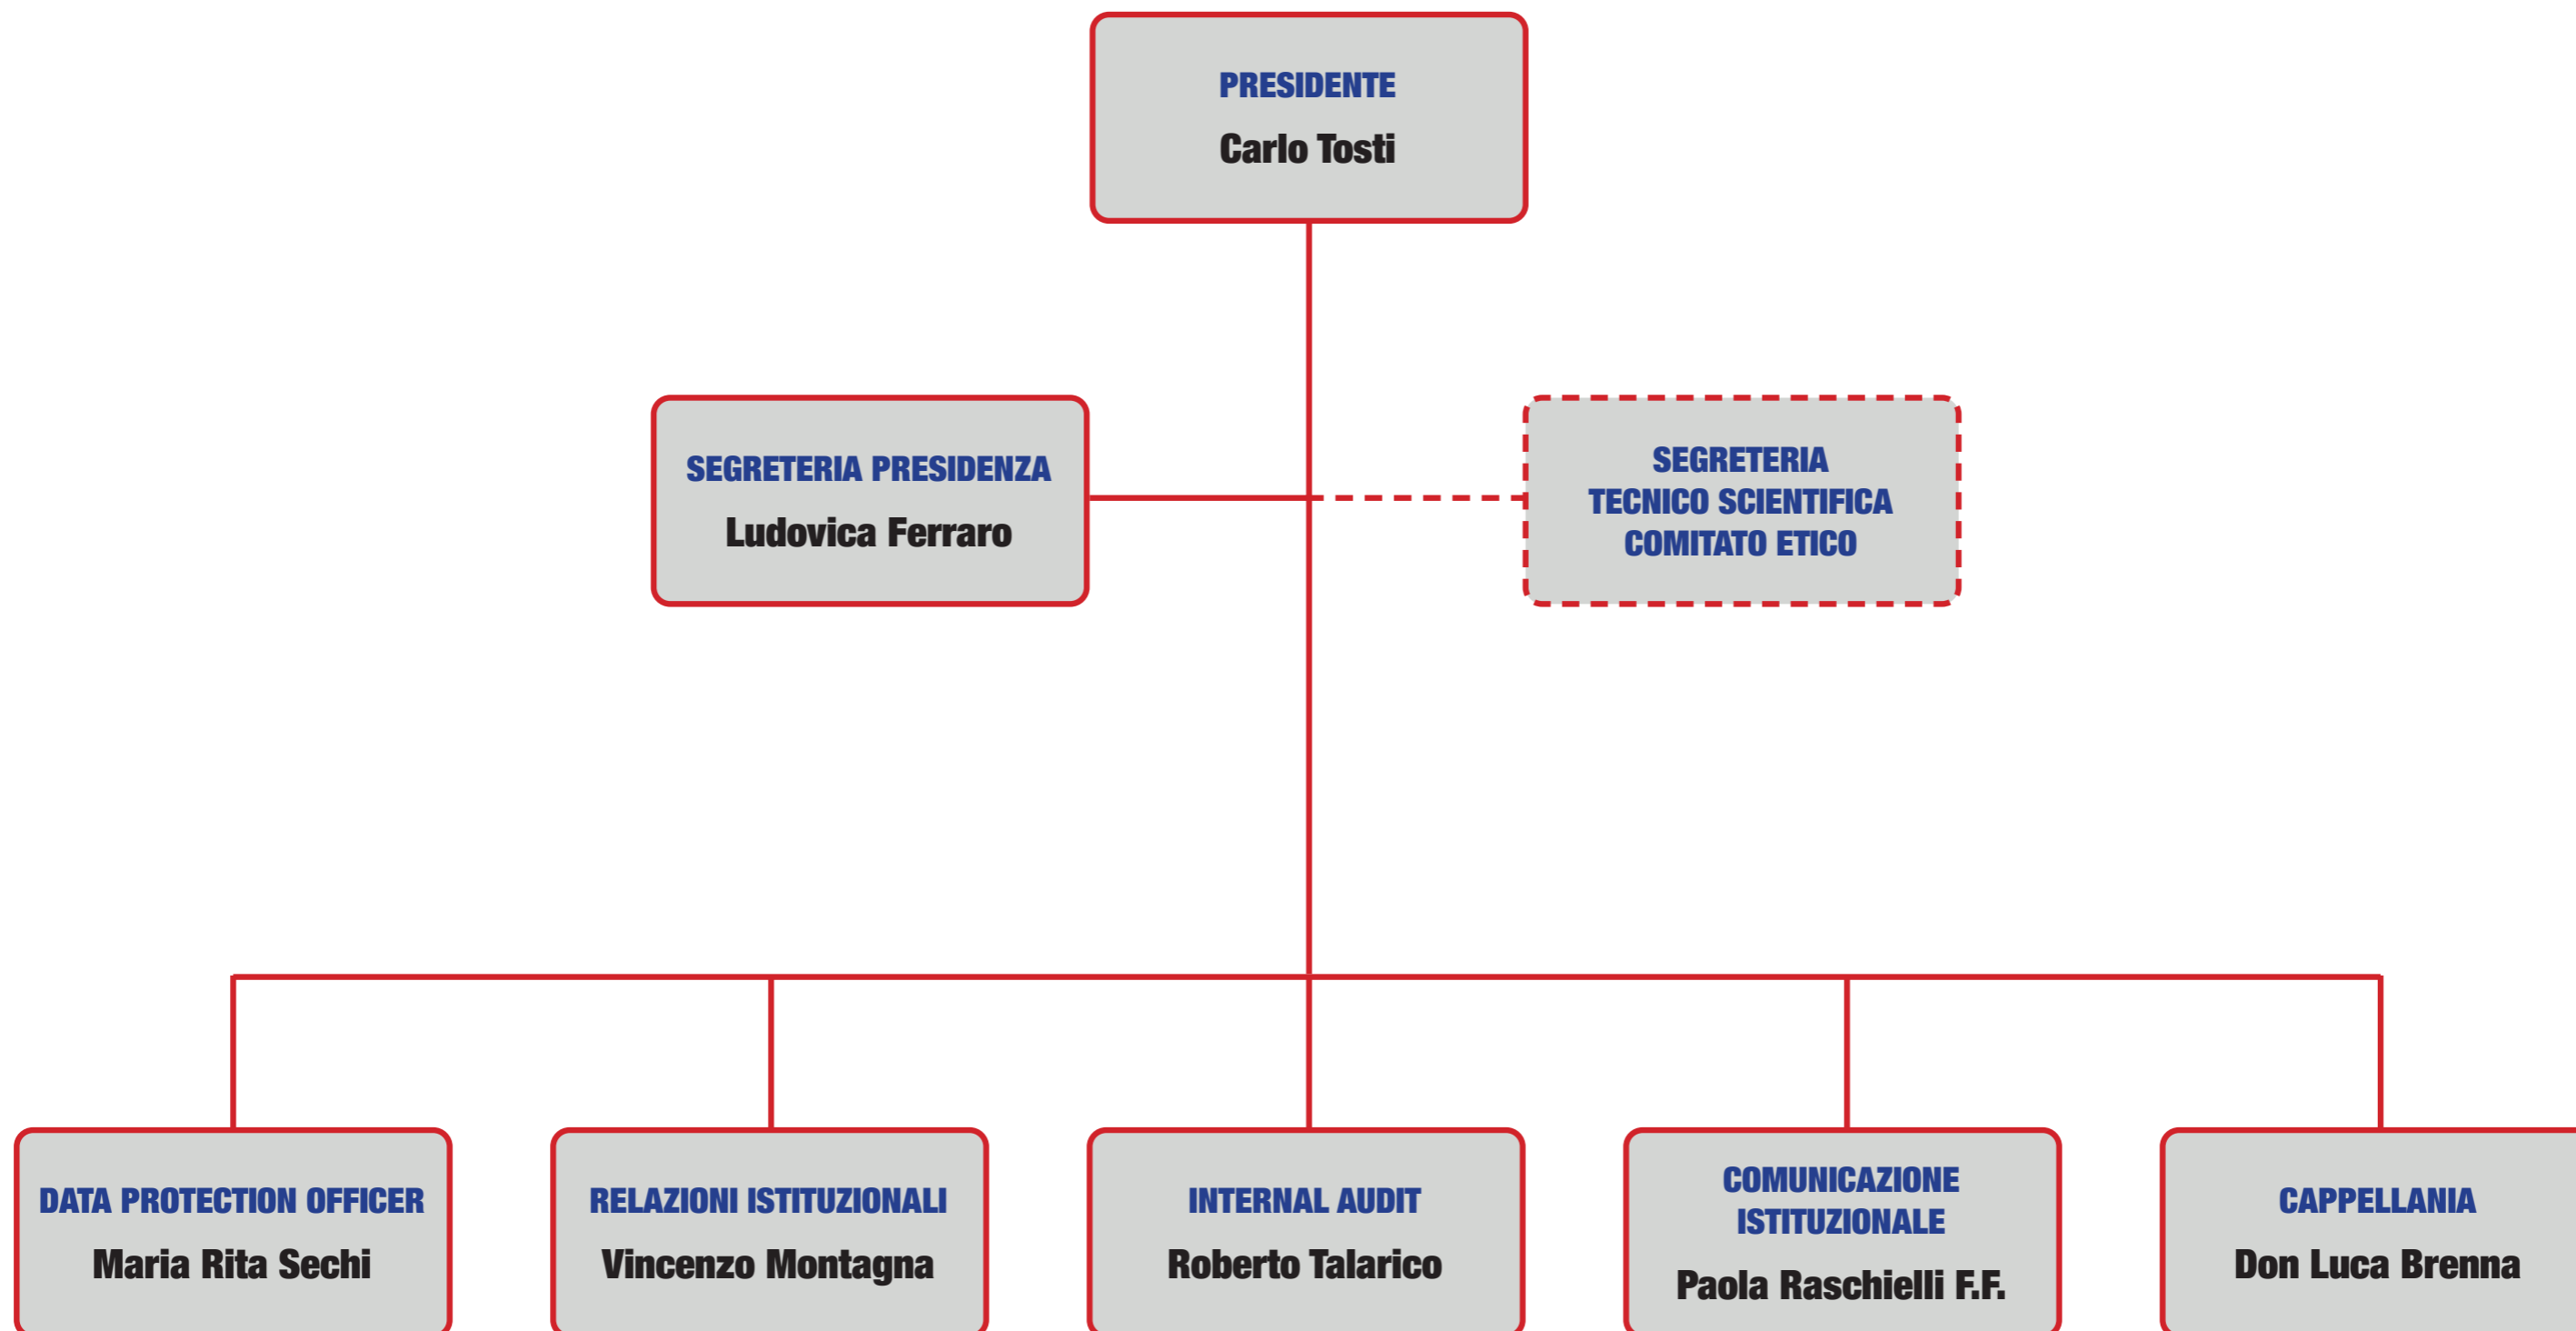 PRESIDENTE
Carlo Tosti
SEGRETERIA PRESIDENZA
Ludovica Ferraro
SEGRETERIA
TECNICO SCIENTIFICA
COMITATO ETICO
DATA PROTECTION OFFICER
Maria Rita Sechi
RELAZIONI ISTITUZIONALI
Vincenzo Montagna
INTERNAL AUDIT
Roberto Talarico
COMUNICAZIONE
ISTITUZIONALE
Paola Raschielli F.F.
CAPPELLANIA
Don Luca Brenna